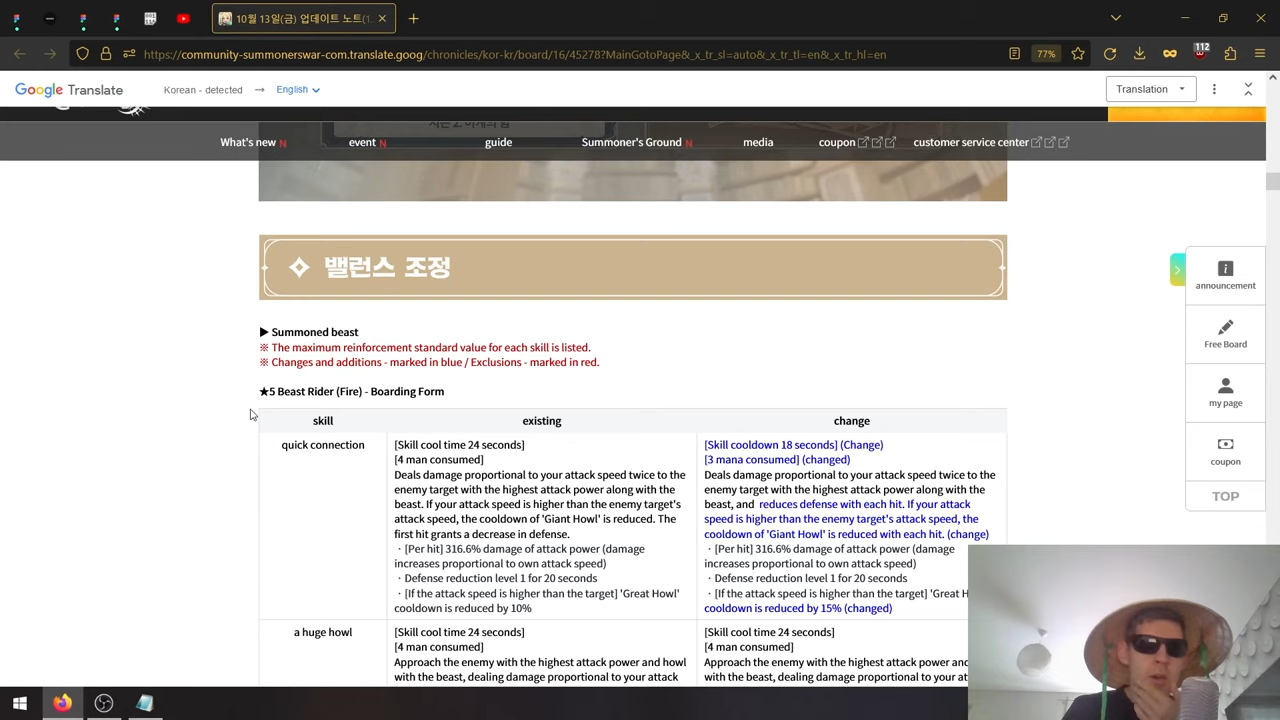 10월 13일(금) 업데이트 노트(1
https://community-summonerswar-com.translate.goog/chronicles/kor-kr/board/16/45278?MainGotoPage&_x_tr_sl=auto&_x_tr_tl=en&_x_tr_hl=en
77%
112
Google Translate
Korean - detected
English
Translation
What's new N
event N
guide
Summoner's Ground N
media
coupon
customer service center
밸런스 조정
▶ Summoned beast
※ The maximum reinforcement standard value for each skill is listed.
※ Changes and additions - marked in blue / Exclusions - marked in red.
★5 Beast Rider (Fire) - Boarding Form
skill
existing
change
quick connection
[Skill cool time 24 seconds]
[4 man consumed]
Deals damage proportional to your attack speed twice to the
enemy target with the highest attack power along with the
beast. If your attack speed is higher than the enemy target's
attack speed, the cooldown of 'Giant Howl' is reduced. The
first hit grants a decrease in defense.
· [Per hit] 316.6% damage of attack power (damage
increases proportional to own attack speed)
· Defense reduction level 1 for 20 seconds
· [If the attack speed is higher than the target] 'Great Howl'
cooldown is reduced by 10%
[Skill cooldown 18 seconds] (Change)
[3 mana consumed] (changed)
Deals damage proportional to your attack speed twice to the
enemy target with the highest attack power along with the
beast, and reduces defense with each hit. If your attack
speed is higher than the enemy target's attack speed, the
cooldown of 'Giant Howl' is reduced with each hit. (change)
· [Per hit] 316.6% damage of attack power (damage
increases proportional to own attack speed)
· Defense reduction level 1 for 20 seconds
· [If the attack speed is higher than the target] 'Great H
cooldown is reduced by 15% (changed)
a huge howl
[Skill cool time 24 seconds]
[4 man consumed]
Approach the enemy with the highest attack power and howl
with the beast, dealing damage proportional to your attack
[Skill cool time 24 seconds]
[4 man consumed]
Approach the enemy with the highest attack power an
with the beast, dealing damage proportional to your a
announcement
Free Board
my page
coupon
TOP